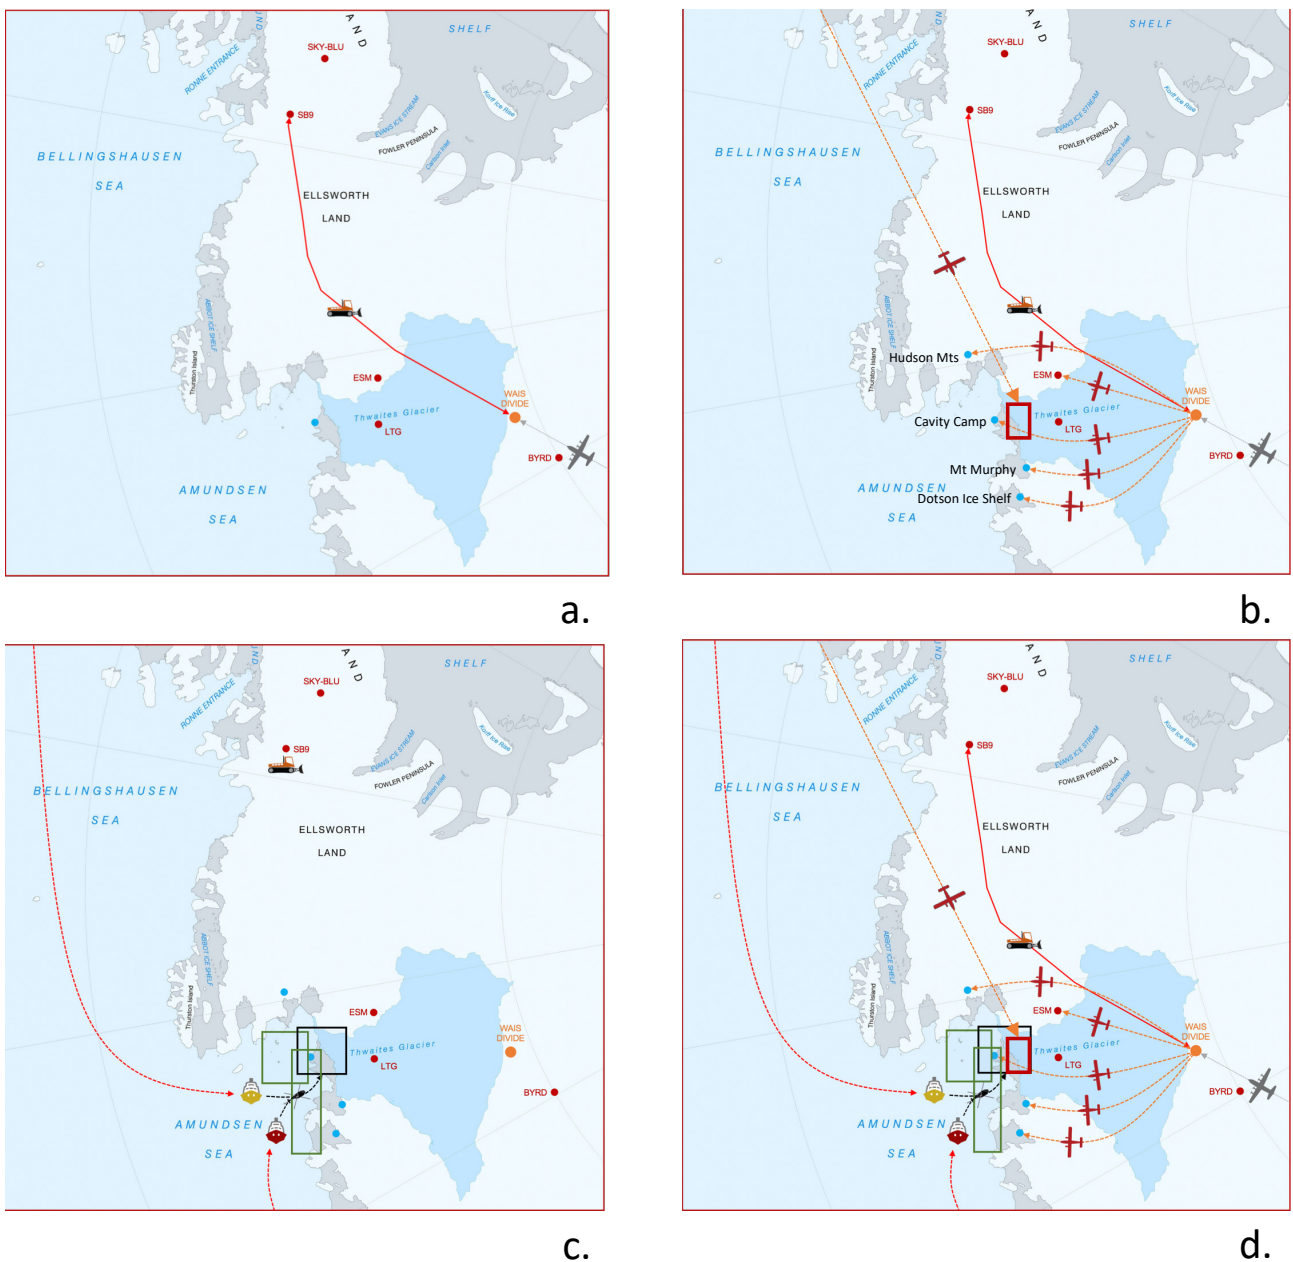 AND
IND
SHELF
SKY-BLU
RONNE ENTRANCE
Korff Ice Rise
SB9
EVANS ICE STREAM
FOWLER PENINSULA
Carlson Inlet
BELLINGSHAUSEN
SEA
ELLSWORTH
LAND
ABBOT ICE SHELF
Thurston Island
ESM
WAIS
DIVIDE
Thwaites Glacier
LTG
BYRD
AMUNDSEN
SEA
a.
AND
IND
SHELF
SKY-BLU
RONNE ENTRANCE
Korff Ice Rise
SB9
EVANS ICE STREAM
FOWLER PENINSULA
Carlson Inlet
BELLINGSHAUSEN
SEA
ELLSWORTH
LAND
ABBOT ICE SHELF
Thurston Island
Hudson Mts
ESM
WAIS
DIVIDE
Thwaites Glacier
Cavity Camp
LTG
BYRD
Mt Murphy
AMUNDSEN
Dotson Ice Shelf
SEA
b.
AND
IND
SHELF
SKY-BLU
RONNE ENTRANCE
Korff Ice Rise
SB9
EVANS ICE STREAM
FOWLER PENINSULA
Carlson Inlet
BELLINGSHAUSEN
SEA
ELLSWORTH
LAND
ABBOT ICE SHELF
Thurston Island
ESM
WAIS
DIVIDE
Thwaites Glacier
LTG
BYRD
AMUNDSEN
SEA
c.
AND
IND
SHELF
SKY-BLU
RONNE ENTRANCE
Korff Ice Rise
SB9
EVANS ICE STREAM
FOWLER PENINSULA
Carlson Inlet
BELLINGSHAUSEN
SEA
ELLSWORTH
LAND
ABBOT ICE SHELF
Thurston Island
ESM
WAIS
DIVIDE
Thwaites Glacier
LTG
BYRD
AMUNDSEN
SEA
d.